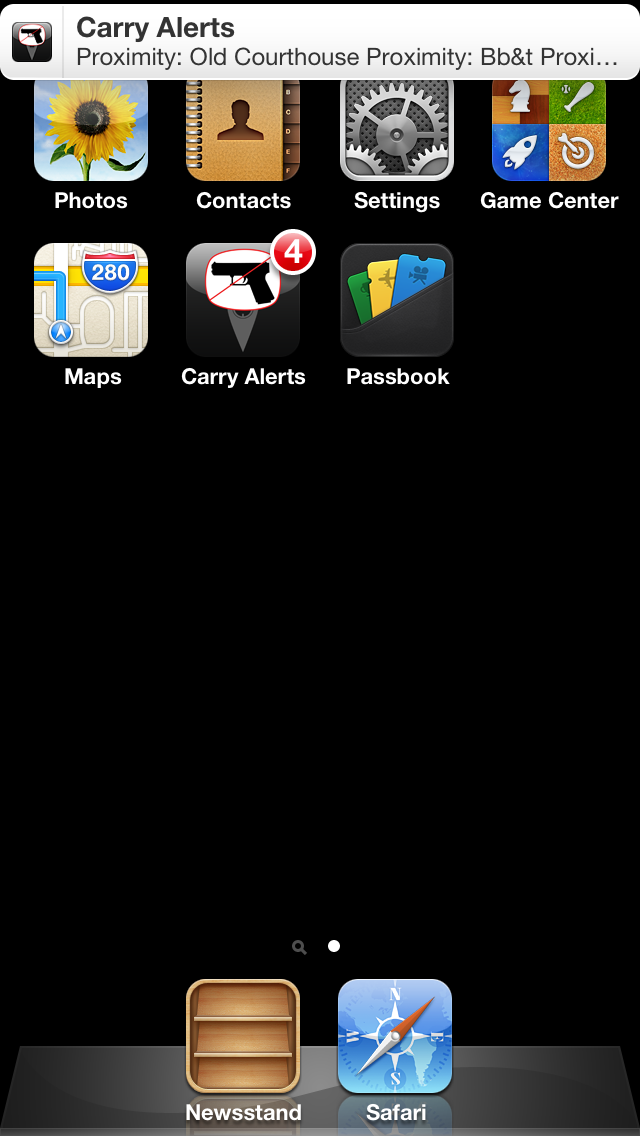 Carry Alerts
Proximity: Old Courthouse Proximity: Bb&t Proxi...
B
C
D
E
F
Photos
Contacts
Settings
Game Center
280
4
Maps
Carry Alerts
Passbook
N
W
E
S
Newsstand
Safari